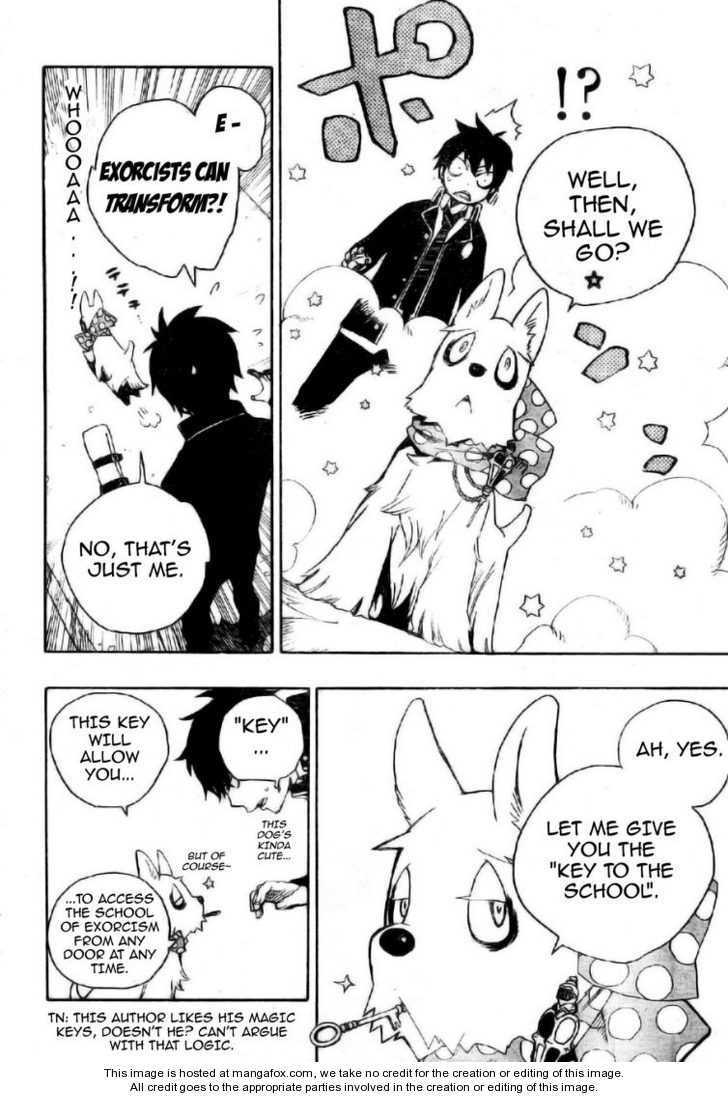 ポ
ん
!?
WELL,
THEN,
SHALL WE
GO?
E -
EXORCISTS CAN
TRANSFORM?!
WHOOOAAA...!!
NO, THAT'S
JUST ME.
AH, YES.
LET ME GIVE
YOU THE
"KEY TO THE
SCHOOL".
"KEY"
...
THIS
DOG'S
KINDA
CUTE...
THIS KEY
WILL
ALLOW
YOU...
BUT OF
COURSE~
...TO ACCESS
THE SCHOOL
OF EXORCISM
FROM ANY
DOOR AT ANY
TIME.
TN: THIS AUTHOR LIKES HIS MAGIC
KEYS, DOESN'T HE? CAN'T ARGUE
WITH THAT LOGIC.
This image is hosted at mangafox.com, we take no credit for the creation or editing of this image.
All credit goes to the appropriate parties involved in the creation or editing of this image.